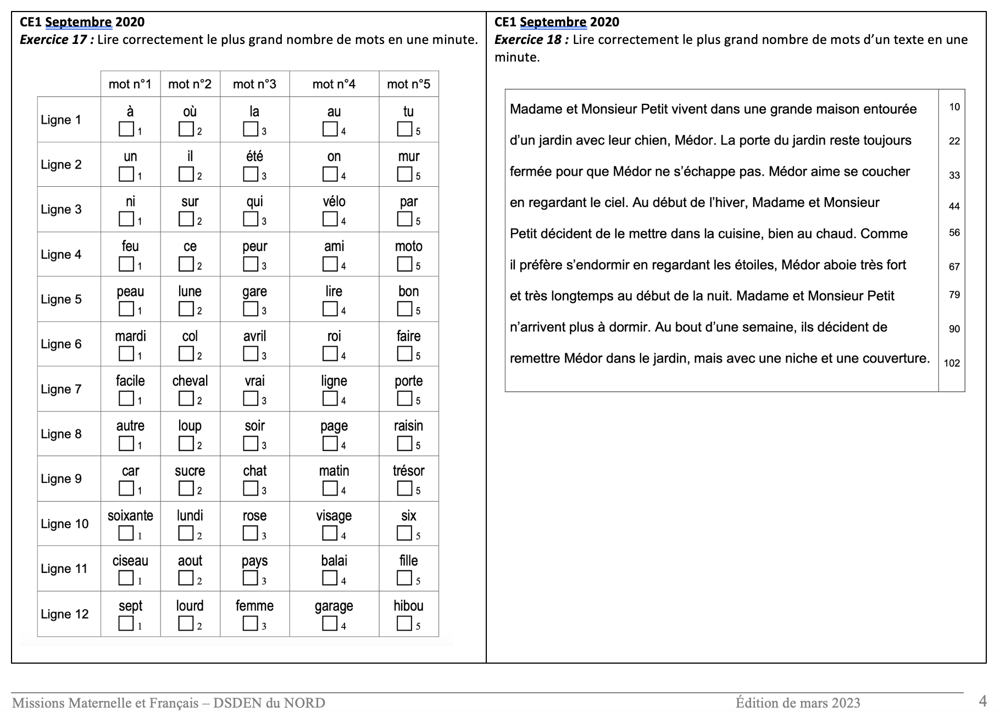 CE1 Septembre 2020
Exercice 17 : Lire correctement le plus grand nombre de mots en une minute.
mot n°1 mot n°2 mot n°3 mot n°4 mot n°5
Ligne 1 à où la au tu
1 2 3 4 5
Ligne 2 un il été on mur
1 2 3 4 5
Ligne 3 ni sur qui vélo par
1 2 3 4 5
Ligne 4 feu ce peur ami moto
1 2 3 4 5
Ligne 5 peau lune gare lire bon
1 2 3 4 5
Ligne 6 mardi col avril roi faire
1 2 3 4 5
Ligne 7 facile cheval vrai ligne porte
1 2 3 4 5
Ligne 8 autre loup soir page raisin
1 2 3 4 5
Ligne 9 car sucre chat matin trésor
1 2 3 4 5
Ligne 10 soixante lundi rose visage six
1 2 3 4 5
Ligne 11 ciseau aout pays balai fille
1 2 3 4 5
Ligne 12 sept lourd femme garage hibou
1 2 3 4 5
CE1 Septembre 2020
Exercice 18 : Lire correctement le plus grand nombre de mots d’un texte en une
minute.
Madame et Monsieur Petit vivent dans une grande maison entourée 10
d’un jardin avec leur chien, Médor. La porte du jardin reste toujours 22
fermée pour que Médor ne s’échappe pas. Médor aime se coucher 33
en regardant le ciel. Au début de l’hiver, Madame et Monsieur 44
Petit décident de le mettre dans la cuisine, bien au chaud. Comme 56
il préfère s’endormir en regardant les étoiles, Médor aboie très fort 67
et très longtemps au début de la nuit. Madame et Monsieur Petit 79
n’arrivent plus à dormir. Au bout d’une semaine, ils décident de 90
remettre Médor dans le jardin, mais avec une niche et une couverture. 102
Missions Maternelle et Français – DSDEN du NORD Édition de mars 2023 4